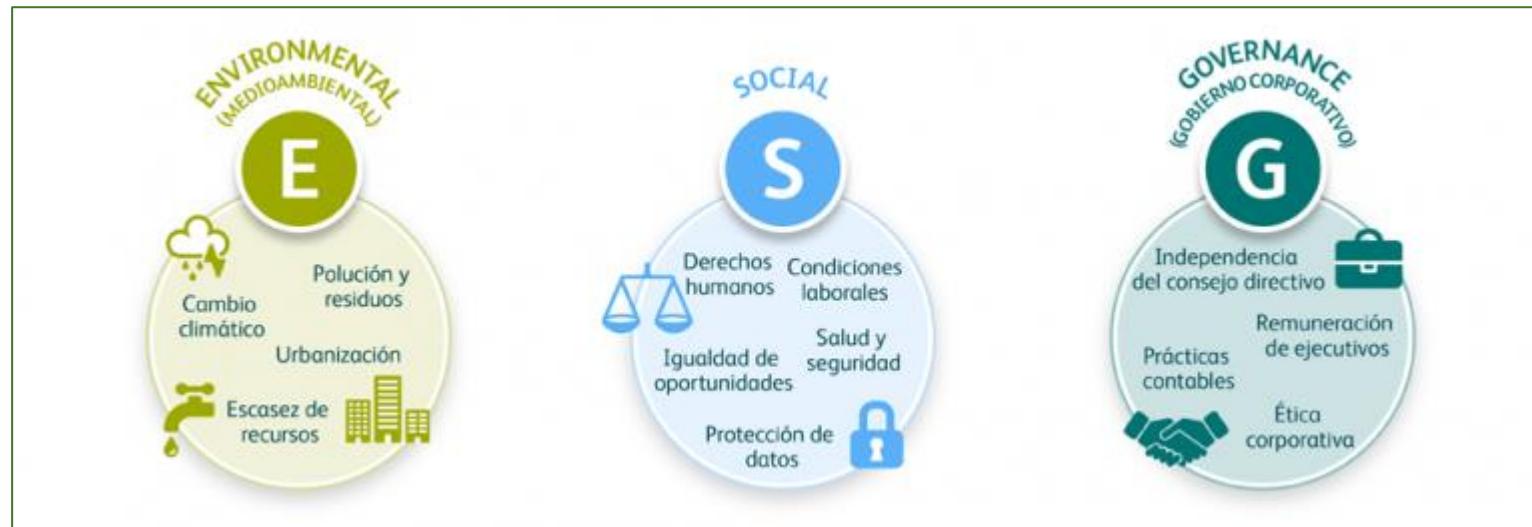 ENVIRONMENTAL
(MEDIOAMBIENTAL)
E
Polución y
residuos
Cambio
climático
Urbanización
Escasez de
recursos
SOCIAL
S
Derechos
humanos
Condiciones
laborales
Igualdad de
oportunidades
Salud y
seguridad
Protección de
datos
GOVERNANCE
(GOBIERNO CORPORATIVO)
G
Independencia
del consejo directivo
Remuneración
de ejecutivos
Prácticas
contables
Ética
corporativa